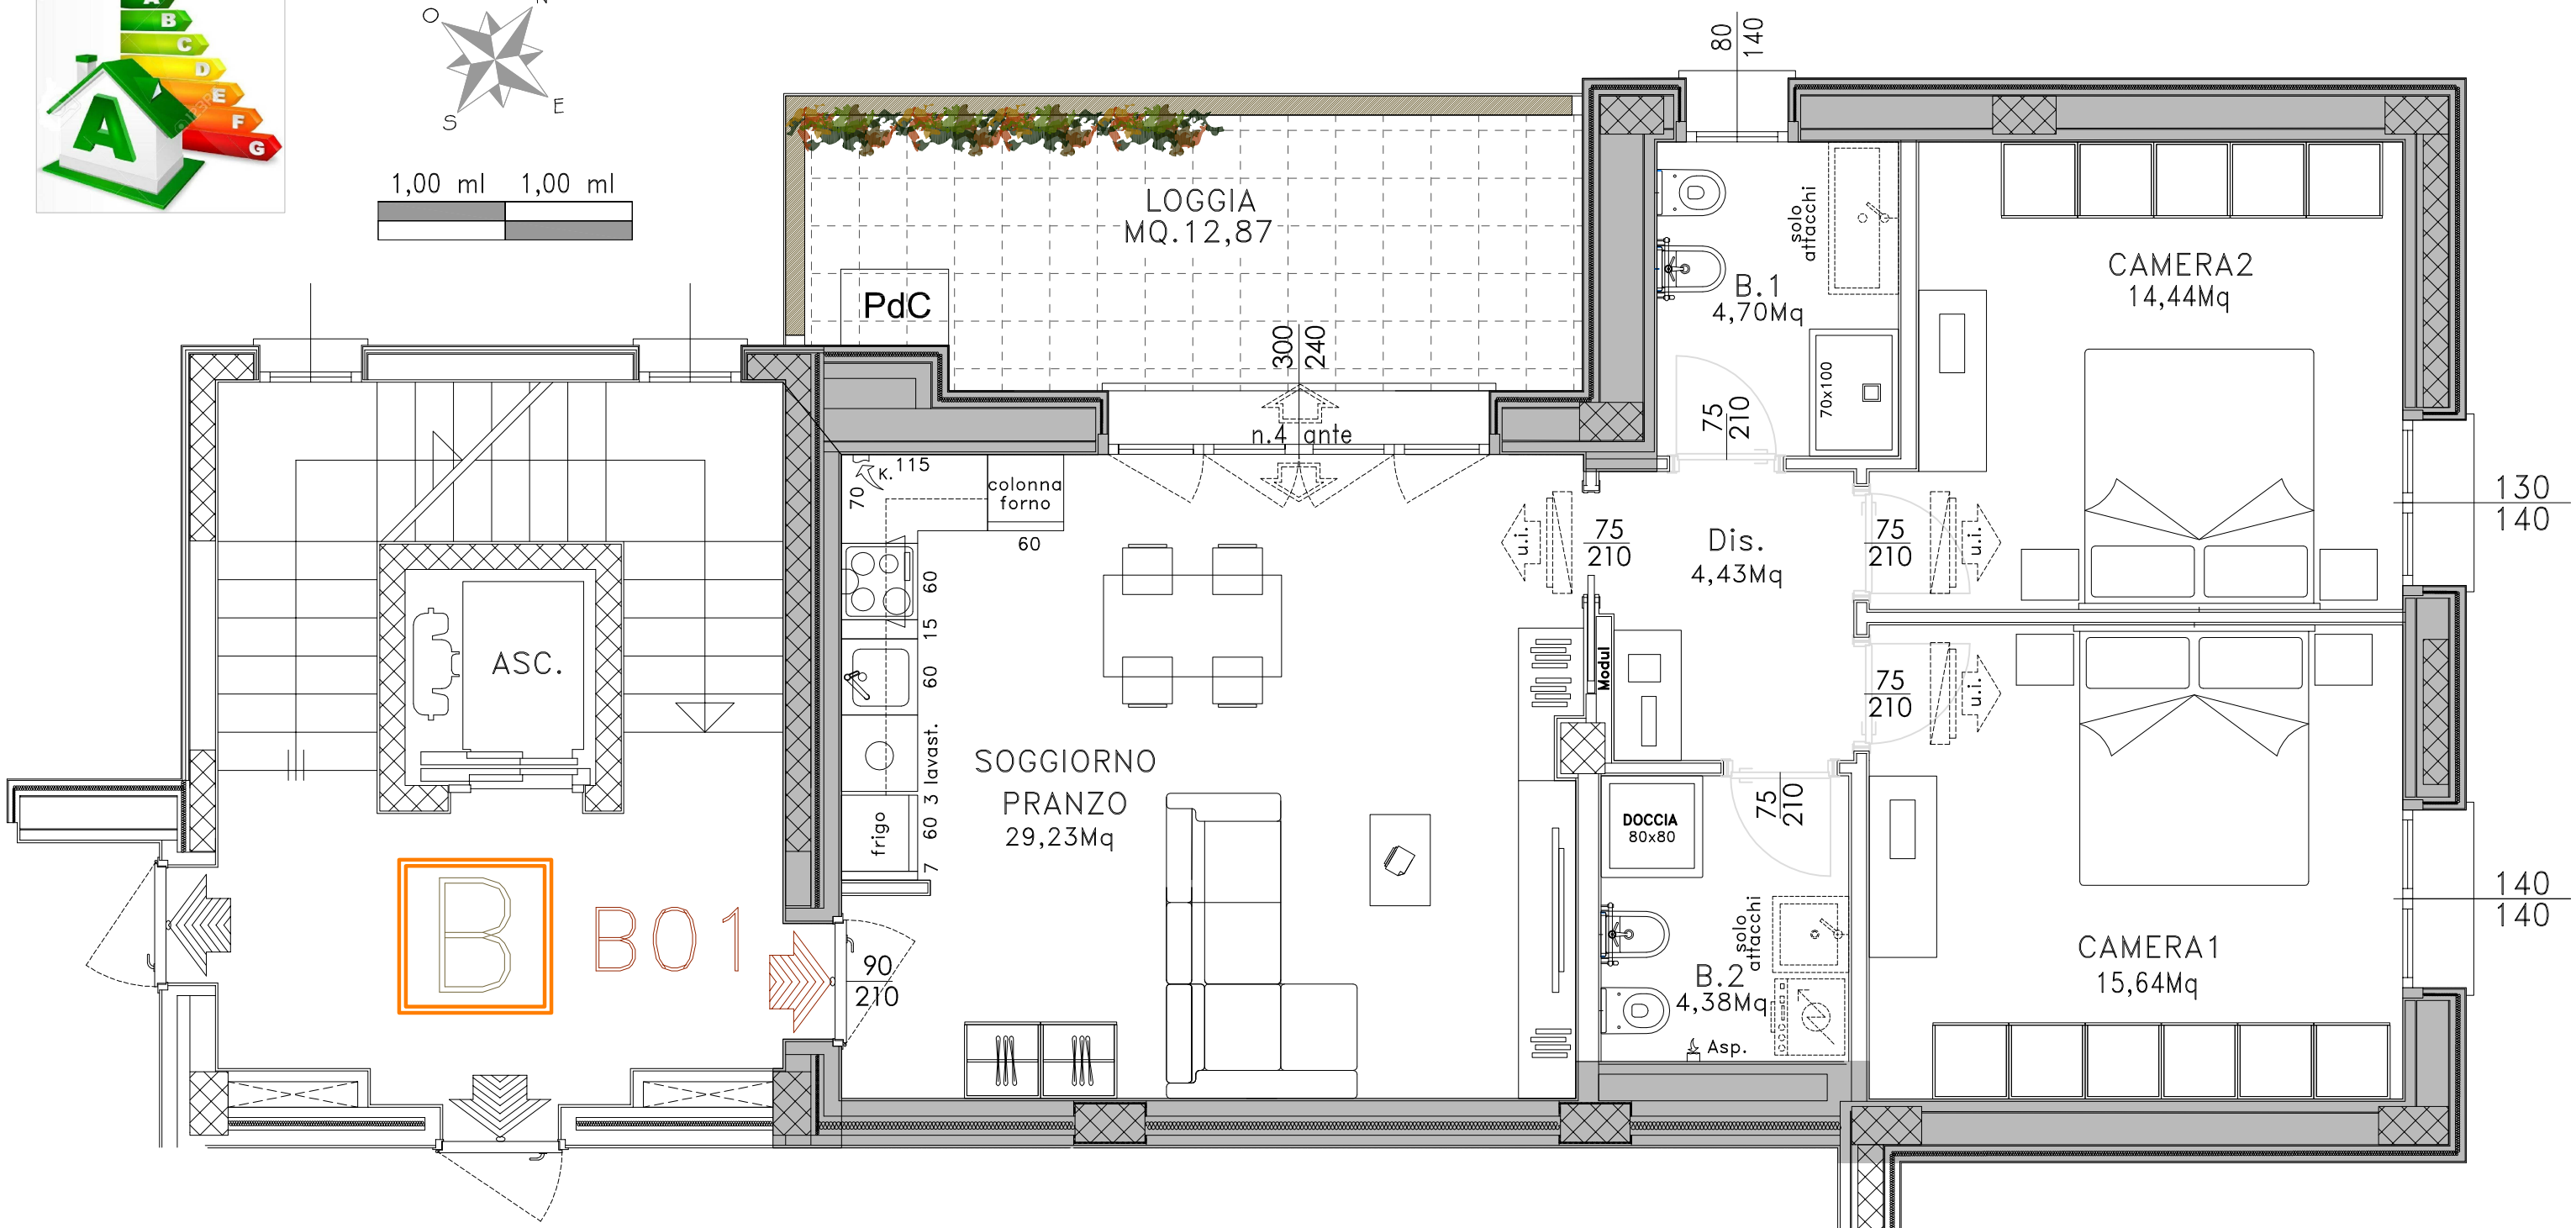 A
B
C
D
E
F
G
A
O
N
S
E
1,00 ml 1,00 ml
80
140
LOGGIA
MQ.12,87
PdC
300
240
n.4 ante
solo
attacchi
B.1
4,70Mq
70x100
75
210
CAMERA2
14,44Mq
130
140
K.
115
70
colonna
forno
60
60
15
60
lavast.
3
60
frigo
7
u.i.
75
210
Dis.
4,43Mq
75
210
u.i.
Modul
75
210
u.i.
ASC.
SOGGIORNO
PRANZO
29,23Mq
75
210
DOCCIA
80x80
solo
attacchi
B.2
4,38Mq
Asp.
CAMERA1
15,64Mq
140
140
B
B01
90
210